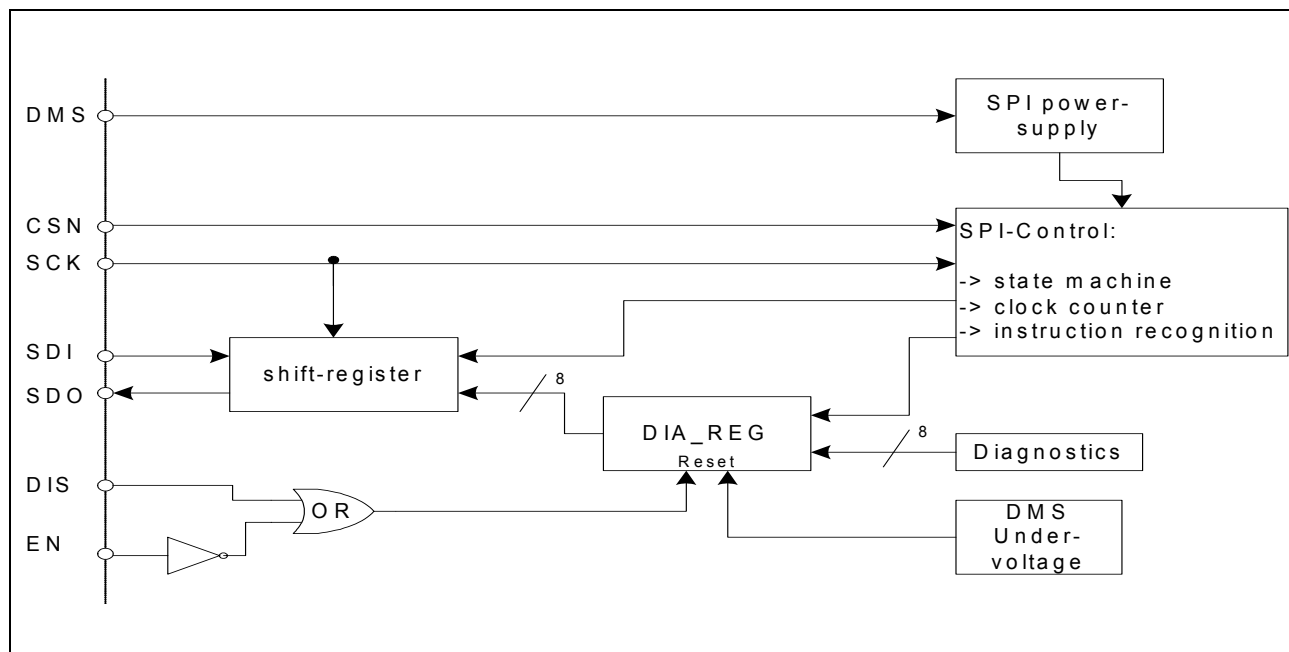 DMS
SPI power-
supply
CSN
SCK
SPI-Control:
-> state machine
-> clock counter
-> instruction recognition
SDI
SDO
shift-register
8
DIA_REG
Reset
8
Diagnostics
DIS
EN
OR
DMS
Under-
voltage